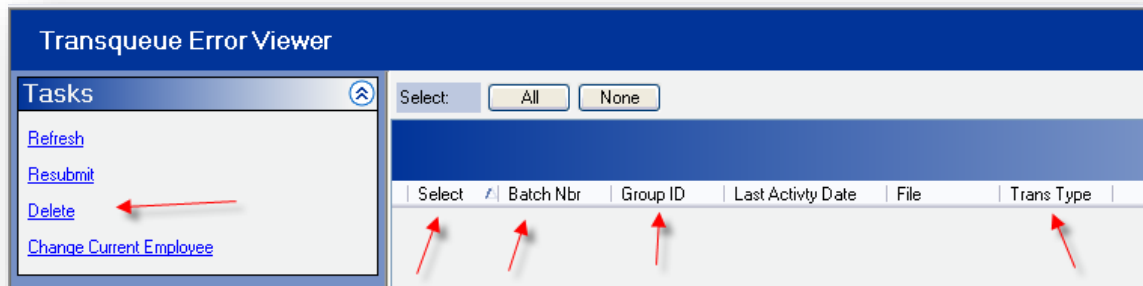 Transqueue Error Viewer
Tasks
Refresh
Resubmit
Delete
Change Current Employee
Select: All None
Select Batch Nbr Group ID Last Activty Date File Trans Type